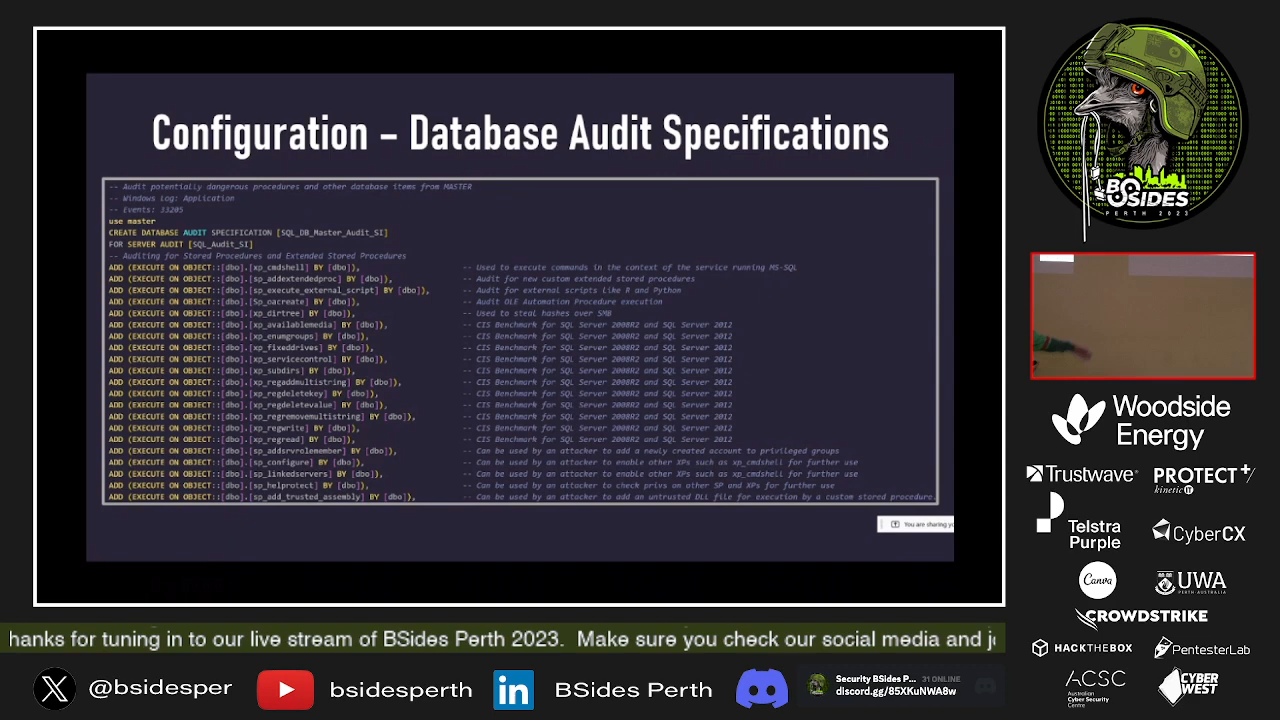 Configuration – Database Audit Specifications
-- Audit potentially dangerous procedures and other database items from MASTER
-- Windows Log: Application
-- Events: 33205
use master
CREATE DATABASE AUDIT SPECIFICATION [SQL_DB_Master_Audit_SI]
FOR SERVER AUDIT [SQL_Audit_SI]
-- Auditing for Stored Procedures and Extended Stored Procedures
ADD (EXECUTE ON OBJECT::[dbo].[xp_cmdshell] BY [dbo]), -- Used to execute commands in the context of the service running MS-SQL
ADD (EXECUTE ON OBJECT::[dbo].[sp_addextendedproc] BY [dbo]), -- Audit for new custom extended stored procedures
ADD (EXECUTE ON OBJECT::[dbo].[sp_execute_external_script] BY [dbo]), -- Audit for external scripts like R and Python
ADD (EXECUTE ON OBJECT::[dbo].[Sp_oacreate] BY [dbo]), -- Audit OLE Automation Procedure execution
ADD (EXECUTE ON OBJECT::[dbo].[xp_dirtree] BY [dbo]), -- Used to steal hashes over SMB
ADD (EXECUTE ON OBJECT::[dbo].[xp_availablemedia] BY [dbo]), -- CIS Benchmark for SQL Server 2008R2 and SQL Server 2012
ADD (EXECUTE ON OBJECT::[dbo].[xp_enumgroups] BY [dbo]), -- CIS Benchmark for SQL Server 2008R2 and SQL Server 2012
ADD (EXECUTE ON OBJECT::[dbo].[xp_fixeddrives] BY [dbo]), -- CIS Benchmark for SQL Server 2008R2 and SQL Server 2012
ADD (EXECUTE ON OBJECT::[dbo].[xp_servicecontrol] BY [dbo]), -- CIS Benchmark for SQL Server 2008R2 and SQL Server 2012
ADD (EXECUTE ON OBJECT::[dbo].[xp_subdirs] BY [dbo]), -- CIS Benchmark for SQL Server 2008R2 and SQL Server 2012
ADD (EXECUTE ON OBJECT::[dbo].[xp_regaddmultistring] BY [dbo]), -- CIS Benchmark for SQL Server 2008R2 and SQL Server 2012
ADD (EXECUTE ON OBJECT::[dbo].[xp_regdeletekey] BY [dbo]), -- CIS Benchmark for SQL Server 2008R2 and SQL Server 2012
ADD (EXECUTE ON OBJECT::[dbo].[xp_regdeletevalue] BY [dbo]), -- CIS Benchmark for SQL Server 2008R2 and SQL Server 2012
ADD (EXECUTE ON OBJECT::[dbo].[xp_regremovemultistring] BY [dbo]), -- CIS Benchmark for SQL Server 2008R2 and SQL Server 2012
ADD (EXECUTE ON OBJECT::[dbo].[xp_regwrite] BY [dbo]), -- CIS Benchmark for SQL Server 2008R2 and SQL Server 2012
ADD (EXECUTE ON OBJECT::[dbo].[xp_regread] BY [dbo]), -- CIS Benchmark for SQL Server 2008R2 and SQL Server 2012
ADD (EXECUTE ON OBJECT::[dbo].[sp_addsrvrolemember] BY [dbo]), -- Can be used by an attacker to add a newly created account to privileged groups
ADD (EXECUTE ON OBJECT::[dbo].[sp_configure] BY [dbo]), -- Can be used by an attacker to enable other XPs such as xp_cmdshell for further use
ADD (EXECUTE ON OBJECT::[dbo].[sp_linkedservers] BY [dbo]), -- Can be used by an attacker to enable other XPs such as xp_cmdshell for further use
ADD (EXECUTE ON OBJECT::[dbo].[sp_helprotect] BY [dbo]), -- Can be used by an attacker to check privs on other SP and XPs for further use
ADD (EXECUTE ON OBJECT::[dbo].[sp_add_trusted_assembly] BY [dbo]), -- Can be used by an attacker to add an untrusted DLL file for execution by a custom stored procedure.
You are sharing
BSIDES
PERTH 2023
Woodside
Energy
Trustwave
PROTECT+
kinetic IT
Telstra
Purple
CyberCX
Canva
UWA
PERTH AUSTRALIA
CROWDSTRIKE
HACKTHEBOX
PentesterLab
ACSC
Australian
Cyber Security
Centre
CYBER
WEST
hanks for tuning in to our live stream of BSides Perth 2023. Make sure you check our social media and
@bsidesper
bsidesperth
in
BSides Perth
Security BSides P...
31 ONLINE
discord.gg/85XKuNWA8w